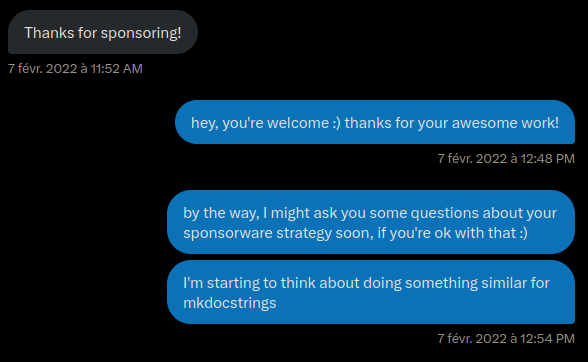 Thanks for sponsoring!
7 févr. 2022 à 11:52 AM
hey, you're welcome :) thanks for your awesome work!
7 févr. 2022 à 12:48 PM
by the way, I might ask you some questions about your
sponsorware strategy soon, if you're ok with that :)
I'm starting to think about doing something similar for
mkdocstrings
7 févr. 2022 à 12:54 PM